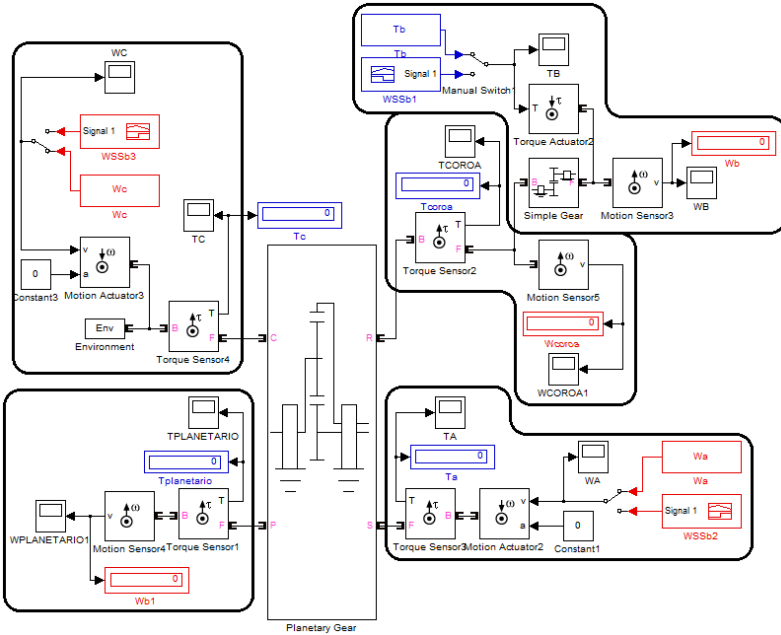 WC
Signal 1
WSSb3
Wc
Wc
v
a
ω
0
Constant3
Motion Actuator3
Env
Environment
TC
0
Tc
τ
B
T
F
Torque Sensor4
Tb
Tb
Signal 1
WSSb1
Manual Switch1
TB
T
τ
Torque Actuator2
TCOROA
0
Tcoroa
B
τ
T
F
Torque Sensor2
B
F
Simple Gear
ω
v
Motion Sensor3
0
Wb
WB
ω
v
Motion Sensor5
0
Wcoroa
WCOROA1
C
R
P
S
Planetary Gear
TPLANETARIO
0
Tplanetario
WPLANETARIO1
v
ω
Motion Sensor4
B
τ
T
F
Torque Sensor1
0
Wb1
TA
0
Ta
T
τ
F
B
Torque Sensor3
ω
v
a
Motion Actuator2
WA
0
Constant1
Wa
Wa
Signal 1
WSSb2